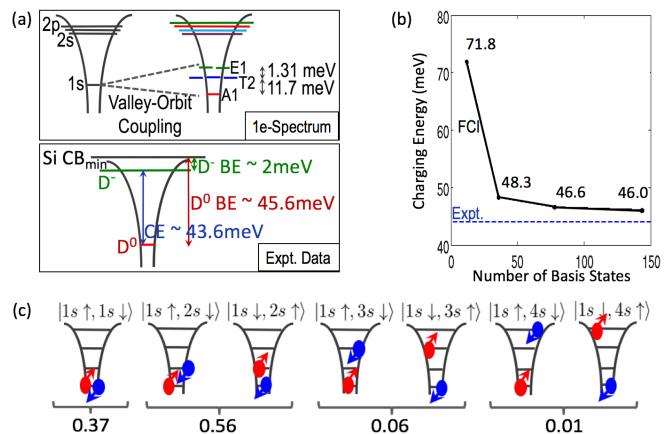 (a)
2p
2s
1s
E1
T2
A1
1.31 meV
11.7 meV
Valley-Orbit
Coupling
1e-Spectrum
Si CBmin
D-
D- BE ~ 2meV
D0 BE ~ 45.6meV
CE ~ 43.6meV
D0
Expt. Data
(b)
Charging Energy (meV)
80
70
60
50
40
71.8
FCI
48.3
46.6
46.0
Expt.
0
50
100
150
Number of Basis States
(c)
|1s ↑, 1s ↓⟩
|1s ↑, 2s ↓⟩
|1s ↓, 2s ↑⟩
|1s ↑, 3s ↓⟩
|1s ↓, 3s ↑⟩
|1s ↑, 4s ↓⟩
|1s ↓, 4s ↑⟩
0.37
0.56
0.06
0.01